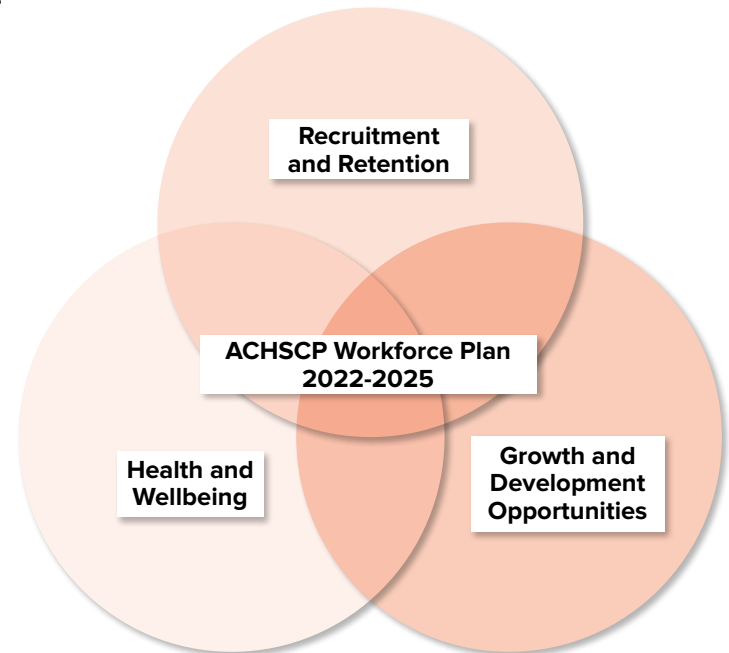 Recruitment
and Retention
ACHSCP Workforce Plan
2022-2025
Health and
Wellbeing
Growth and
Development
Opportunities